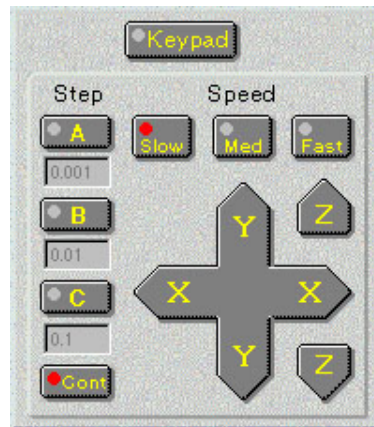 Keypad
Step Speed
A Slow Med Fast
0.001
B
0.01
C
0.1
Cont
Y Z
X X
Y Z